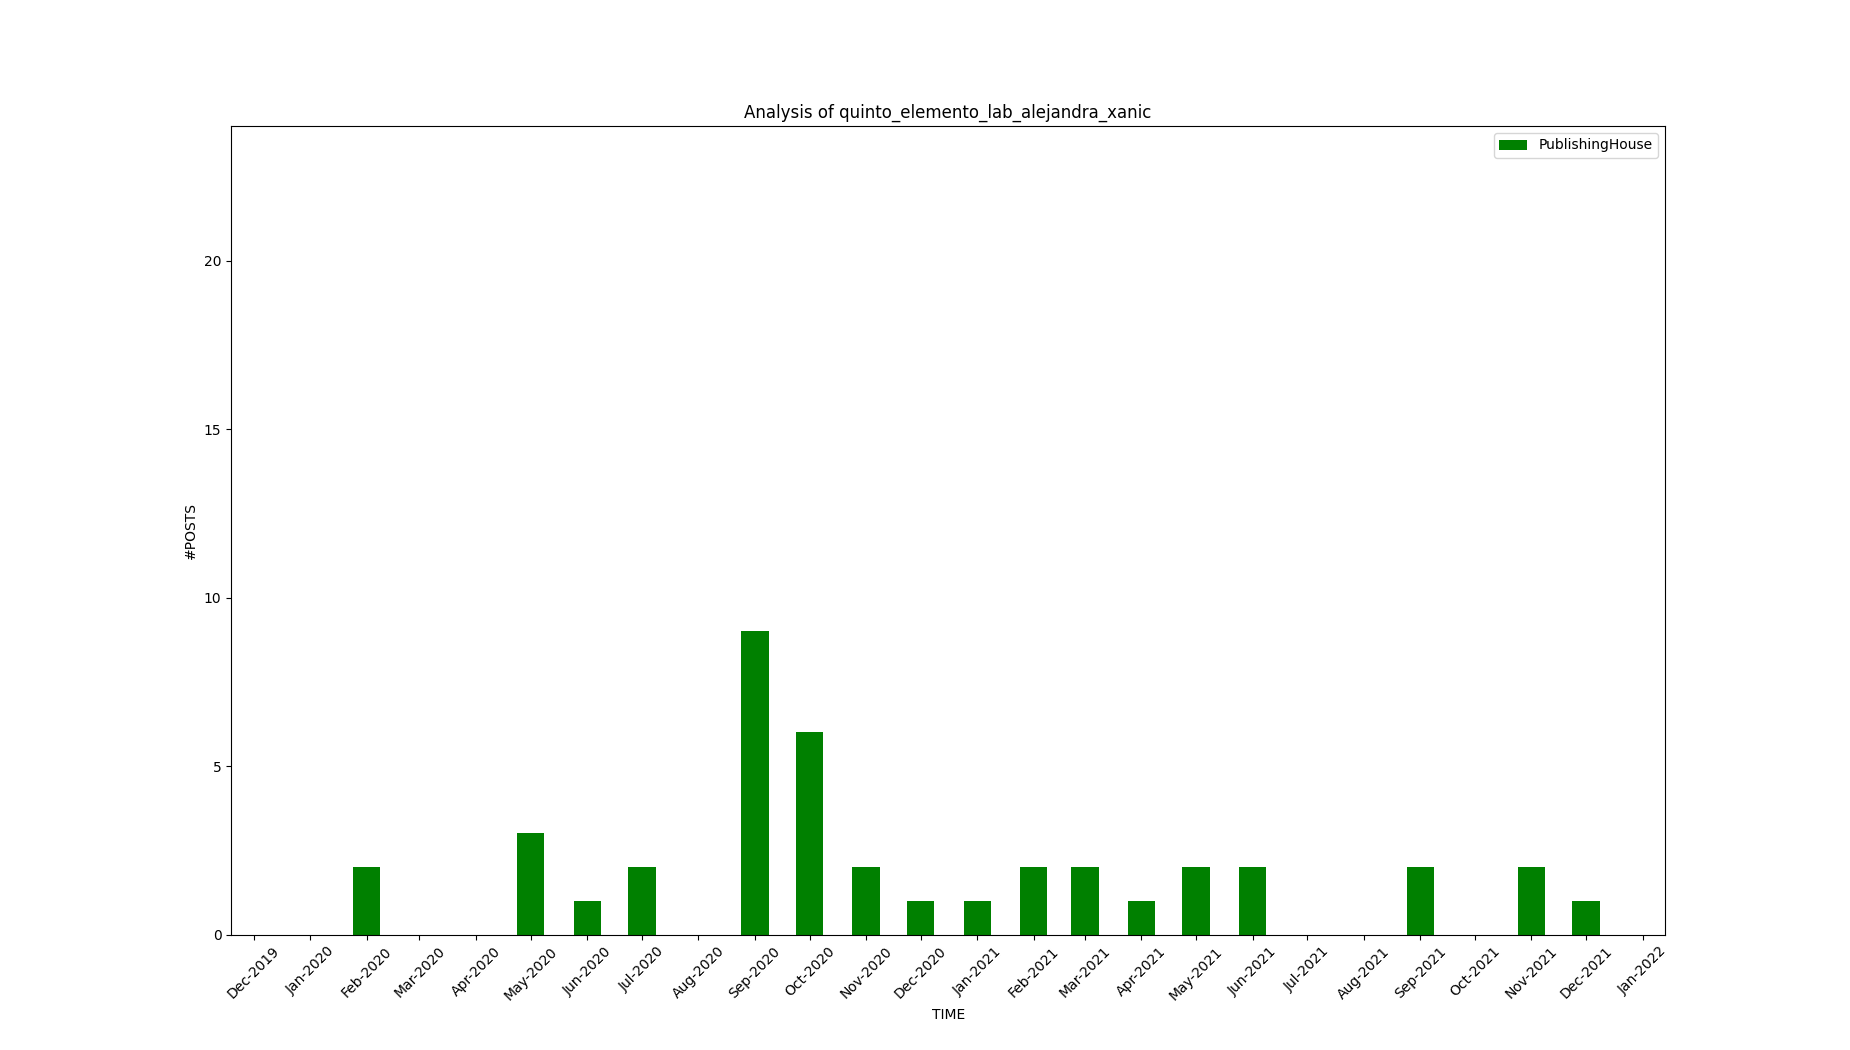 Analysis of quinto_elemento_lab_alejandra_xanic
PublishingHouse
20
15
10
5
0
#POSTS
Dec-2019
Jan-2020
Feb-2020
Mar-2020
Apr-2020
May-2020
Jun-2020
Jul-2020
Aug-2020
Sep-2020
Oct-2020
Nov-2020
Dec-2020
Jan-2021
Feb-2021
Mar-2021
Apr-2021
May-2021
Jun-2021
Jul-2021
Aug-2021
Sep-2021
Oct-2021
Nov-2021
Dec-2021
Jan-2022
TIME